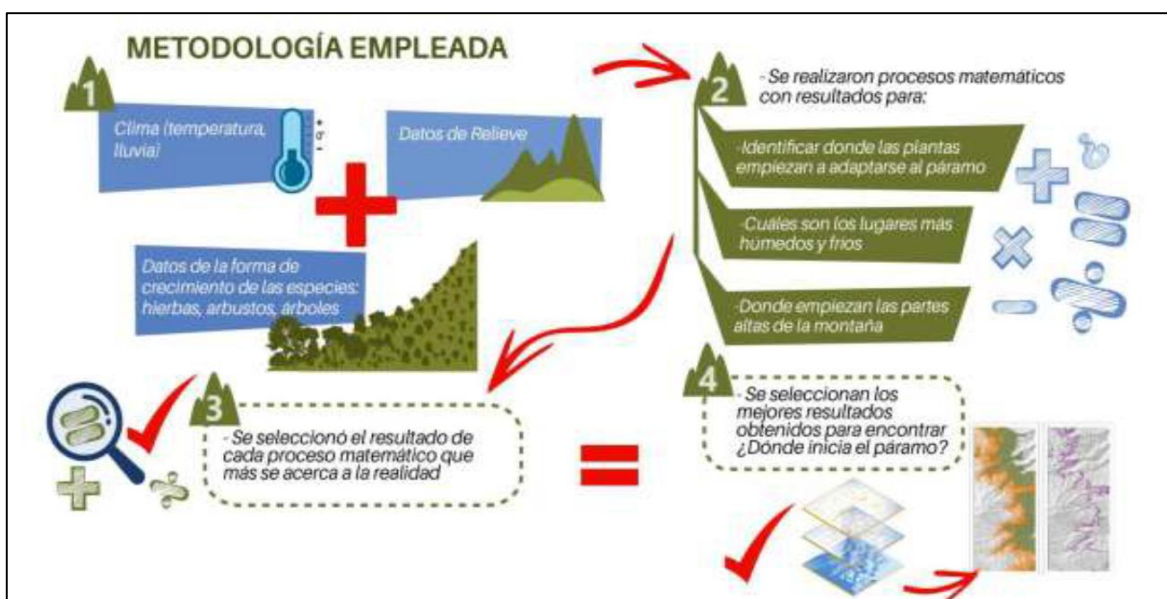 METODOLOGÍA EMPLEADA
1
Clima (temperatura,
lluvia)
Datos de Relieve
Datos de la forma de
crecimiento de las especies:
hierbas, arbustos, árboles
2
- Se realizaron procesos matemáticos
con resultados para:
-Identificar donde las plantas
empiezan a adaptarse al páramo
-Cuáles son los lugares más
húmedos y fríos
-Donde empiezan las partes
altas de la montaña
3
- Se seleccionó el resultado de
cada proceso matemático que
más se acerca a la realidad
4
- Se seleccionan los
mejores resultados
obtenidos para encontrar
¿Dónde inicia el páramo?